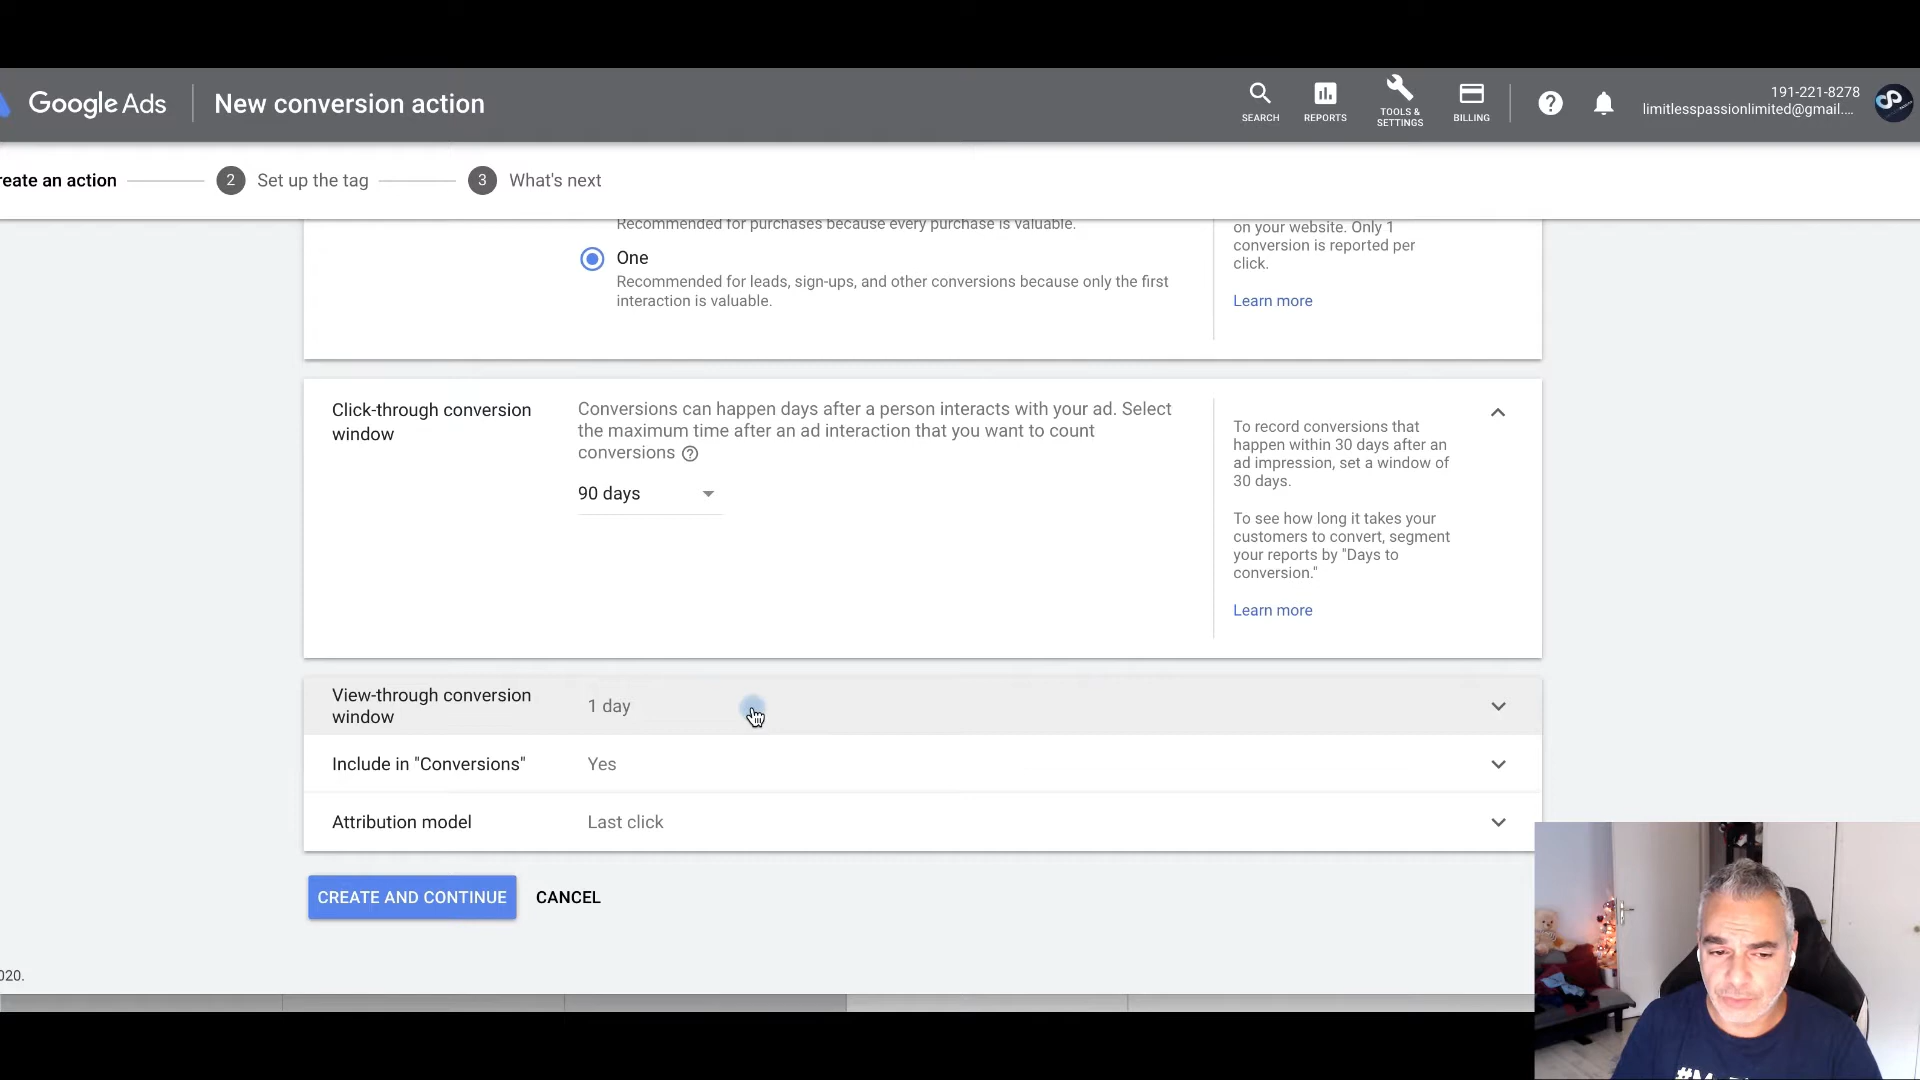 Google Ads
New conversion action
SEARCH
REPORTS
TOOLS &
SETTINGS
BILLING
191-221-8278
limitlesspassionlimited@gmail....
reate an action
2
Set up the tag
3
What's next
Recommended for purchases because every purchase is valuable.
One
Recommended for leads, sign-ups, and other conversions because only the first
interaction is valuable.
on your website. Only 1
conversion is reported per
click.
Learn more
Click-through conversion
window
Conversions can happen days after a person interacts with your ad. Select
the maximum time after an ad interaction that you want to count
conversions
90 days
To record conversions that
happen within 30 days after an
ad impression, set a window of
30 days.
To see how long it takes your
customers to convert, segment
your reports by "Days to
conversion."
Learn more
View-through conversion
window
1 day
Include in "Conversions"
Yes
Attribution model
Last click
CREATE AND CONTINUE
CANCEL
020.